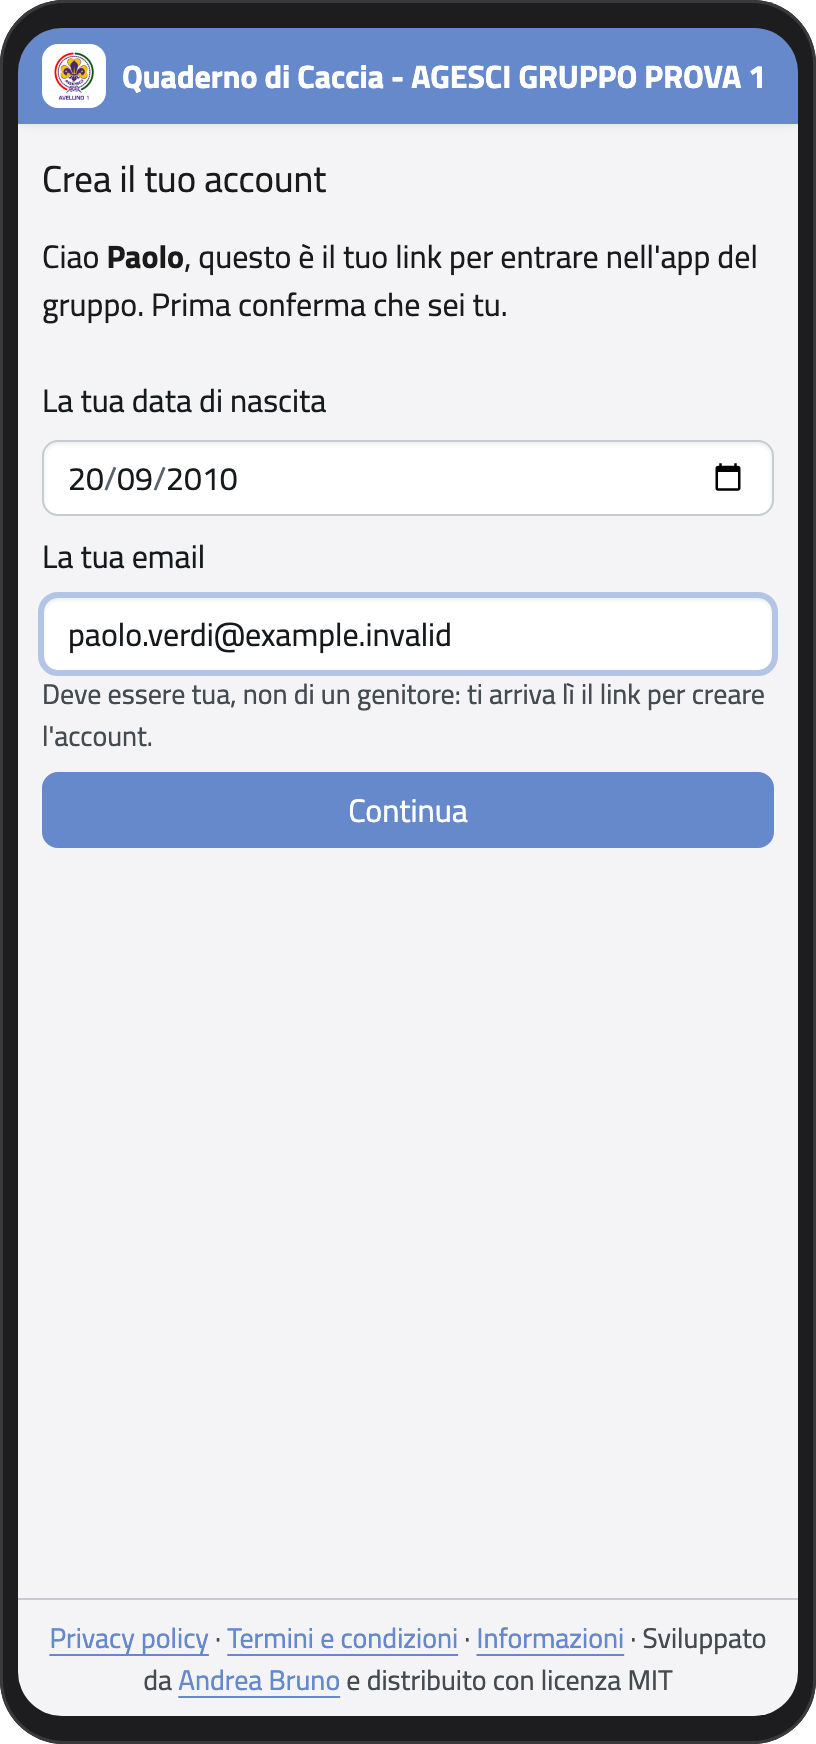 AVELLINO 1
Quaderno di Caccia - AGESCI GRUPPO PROVA 1
Crea il tuo account
Ciao Paolo, questo è il tuo link per entrare nell'app del
gruppo. Prima conferma che sei tu.
La tua data di nascita
20/09/2010
La tua email
paolo.verdi@example.invalid
Deve essere tua, non di un genitore: ti arriva lì il link per creare
l'account.
Continua
Privacy policy · Termini e condizioni · Informazioni · Sviluppato
da Andrea Bruno e distribuito con licenza MIT